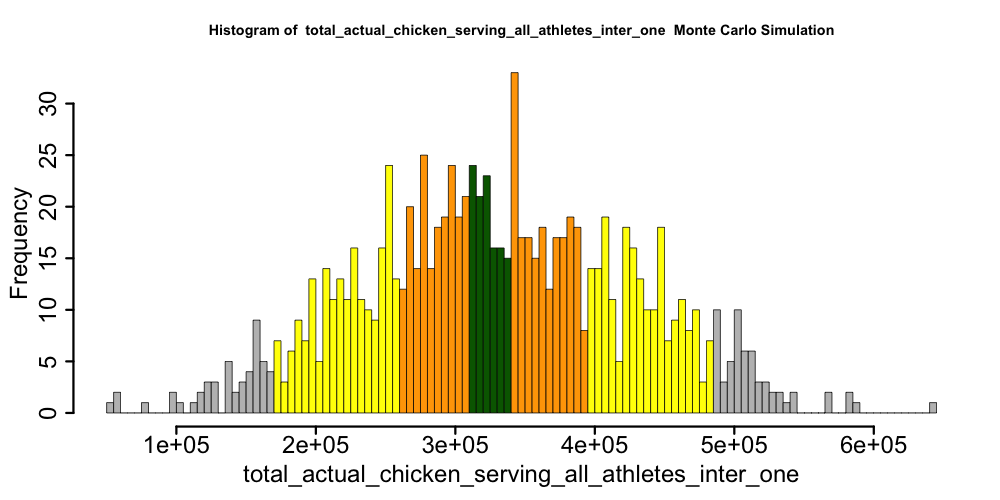 Histogram of  total_actual_chicken_serving_all_athletes_inter_one  Monte Carlo Simulation
Frequency
30
25
20
15
10
5
0
1e+05 2e+05 3e+05 4e+05 5e+05 6e+05
total_actual_chicken_serving_all_athletes_inter_one